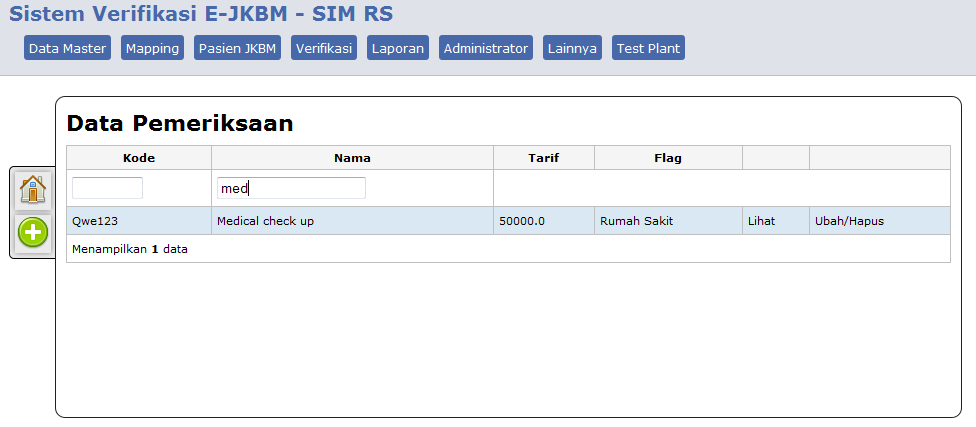 Sistem Verifikasi E-JKBM - SIM RS
Data Master Mapping Pasien JKBM Verifikasi Laporan Administrator Lainnya Test Plant
Data Pemeriksaan
Kode Nama Tarif Flag
med
Qwe123 Medical check up 50000.0 Rumah Sakit Lihat Ubah/Hapus
Menampilkan 1 data